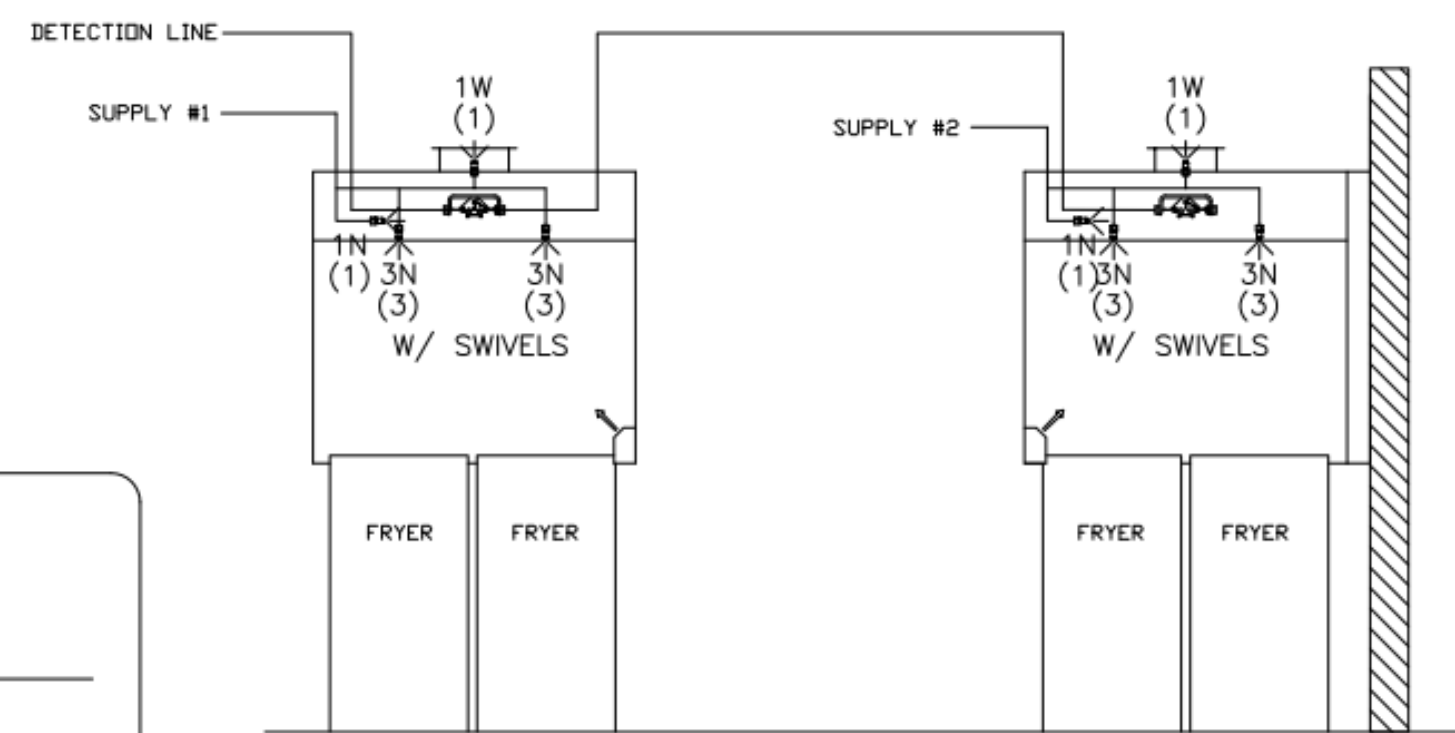 DETECTION LINE
1W
(1)
1W
(1)
SUPPLY #1
SUPPLY #2
1N
(1)
3N
(3)
3N
(3)
W/ SWIVELS
1N
(1)
3N
(3)
3N
(3)
W/ SWIVELS
FRYER
FRYER
FRYER
FRYER